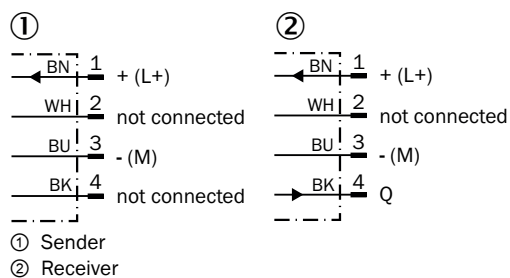 ①
BN 1 + (L+)
WH 2 not connected
BU 3 - (M)
BK 4 not connected
②
BN 1 + (L+)
WH 2 not connected
BU 3 - (M)
BK 4 Q
① Sender
② Receiver